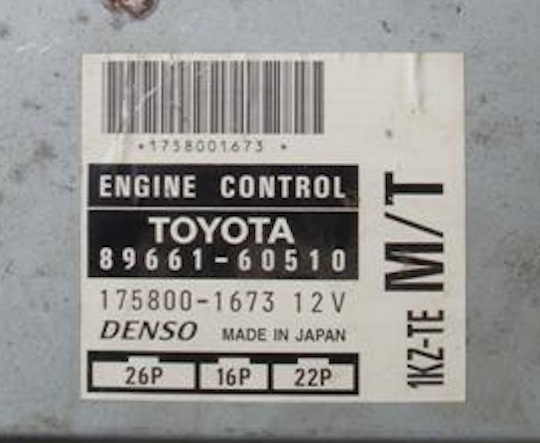 *1758001673*
ENGINE CONTROL
TOYOTA
89661-60510
175800-1673 12V
DENSO MADE IN JAPAN
26P 16P 22P
1KZ-TE M/T